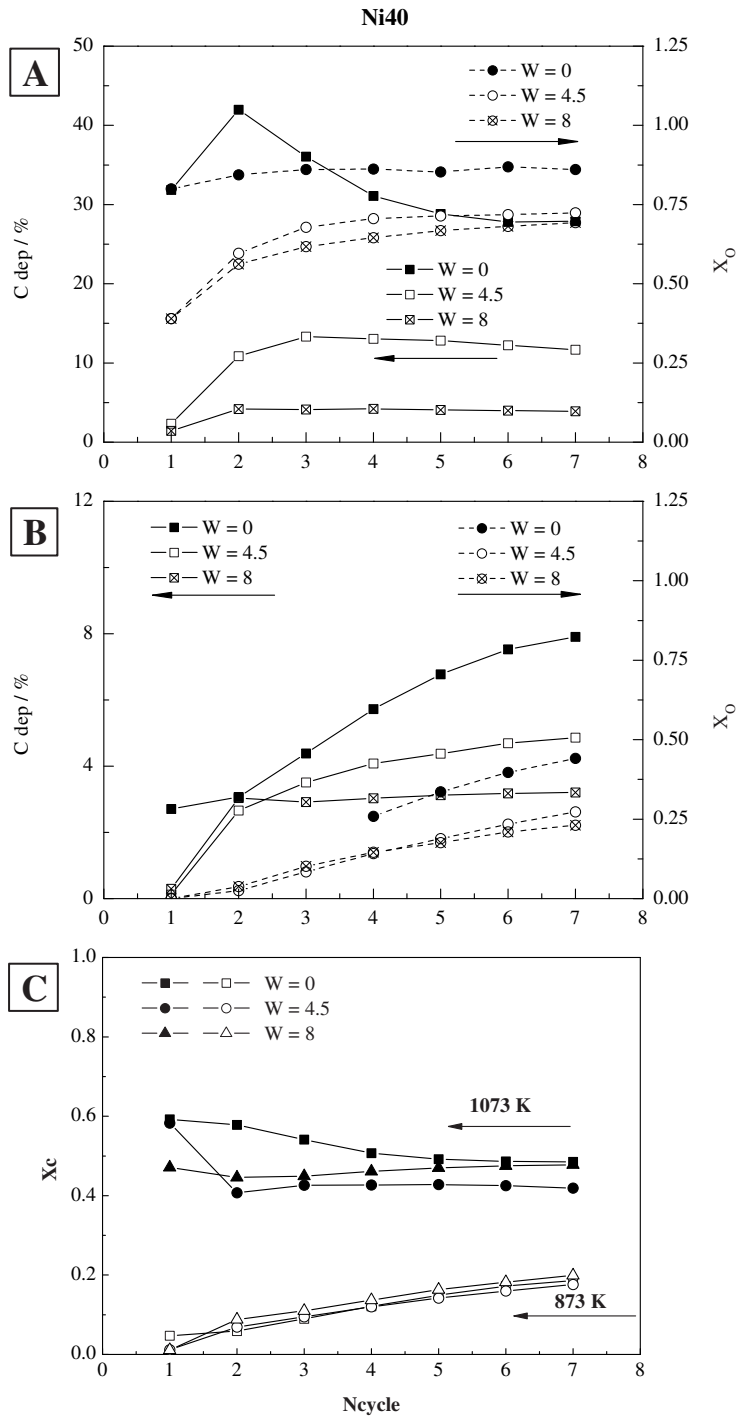 Ni40
A
50
40
30
20
10
0
C dep / %
1.25
1.00
0.75
0.50
0.25
0.00
X_O
W = 0
W = 4.5
W = 8
W = 0
W = 4.5
W = 8
0 1 2 3 4 5 6 7 8
B
12
8
4
0
C dep / %
1.25
1.00
0.75
0.50
0.25
0.00
X_O
W = 0
W = 4.5
W = 8
W = 0
W = 4.5
W = 8
0 1 2 3 4 5 6 7 8
C
1.0
0.8
0.6
0.4
0.2
0.0
Xc
W = 0
W = 4.5
W = 8
1073 K
873 K
0 1 2 3 4 5 6 7 8
Ncycle